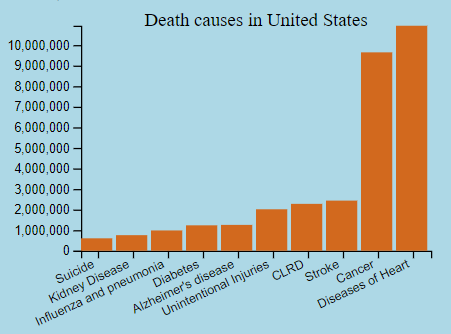 Death causes in United States
10,000,000
9,000,000
8,000,000
7,000,000
6,000,000
5,000,000
4,000,000
3,000,000
2,000,000
1,000,000
0
Suicide
Kidney Disease
Influenza and pneumonia
Diabetes
Alzheimer's disease
Unintentional Injuries
CLRD
Stroke
Cancer
Diseases of Heart